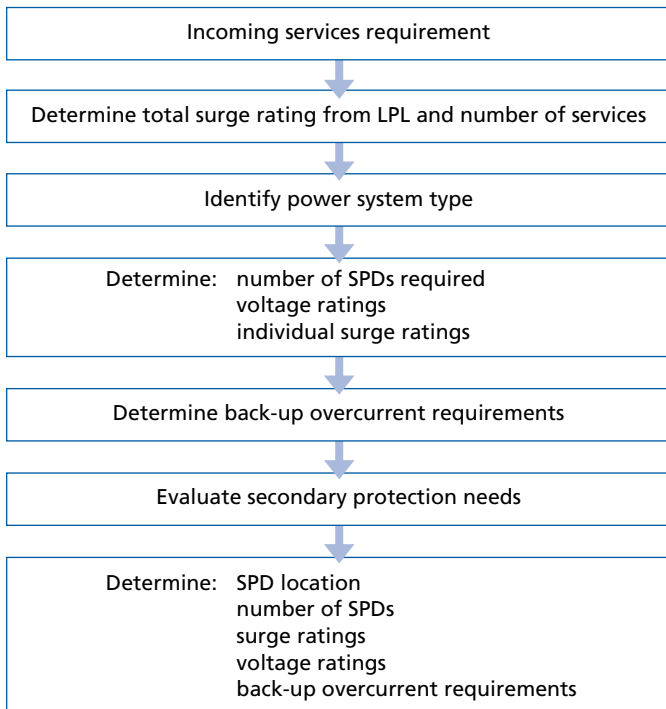 Incoming services requirement
Determine total surge rating from LPL and number of services
Identify power system type
Determine: number of SPDs required
voltage ratings
individual surge ratings
Determine back-up overcurrent requirements
Evaluate secondary protection needs
Determine: SPD location
number of SPDs
surge ratings
voltage ratings
back-up overcurrent requirements